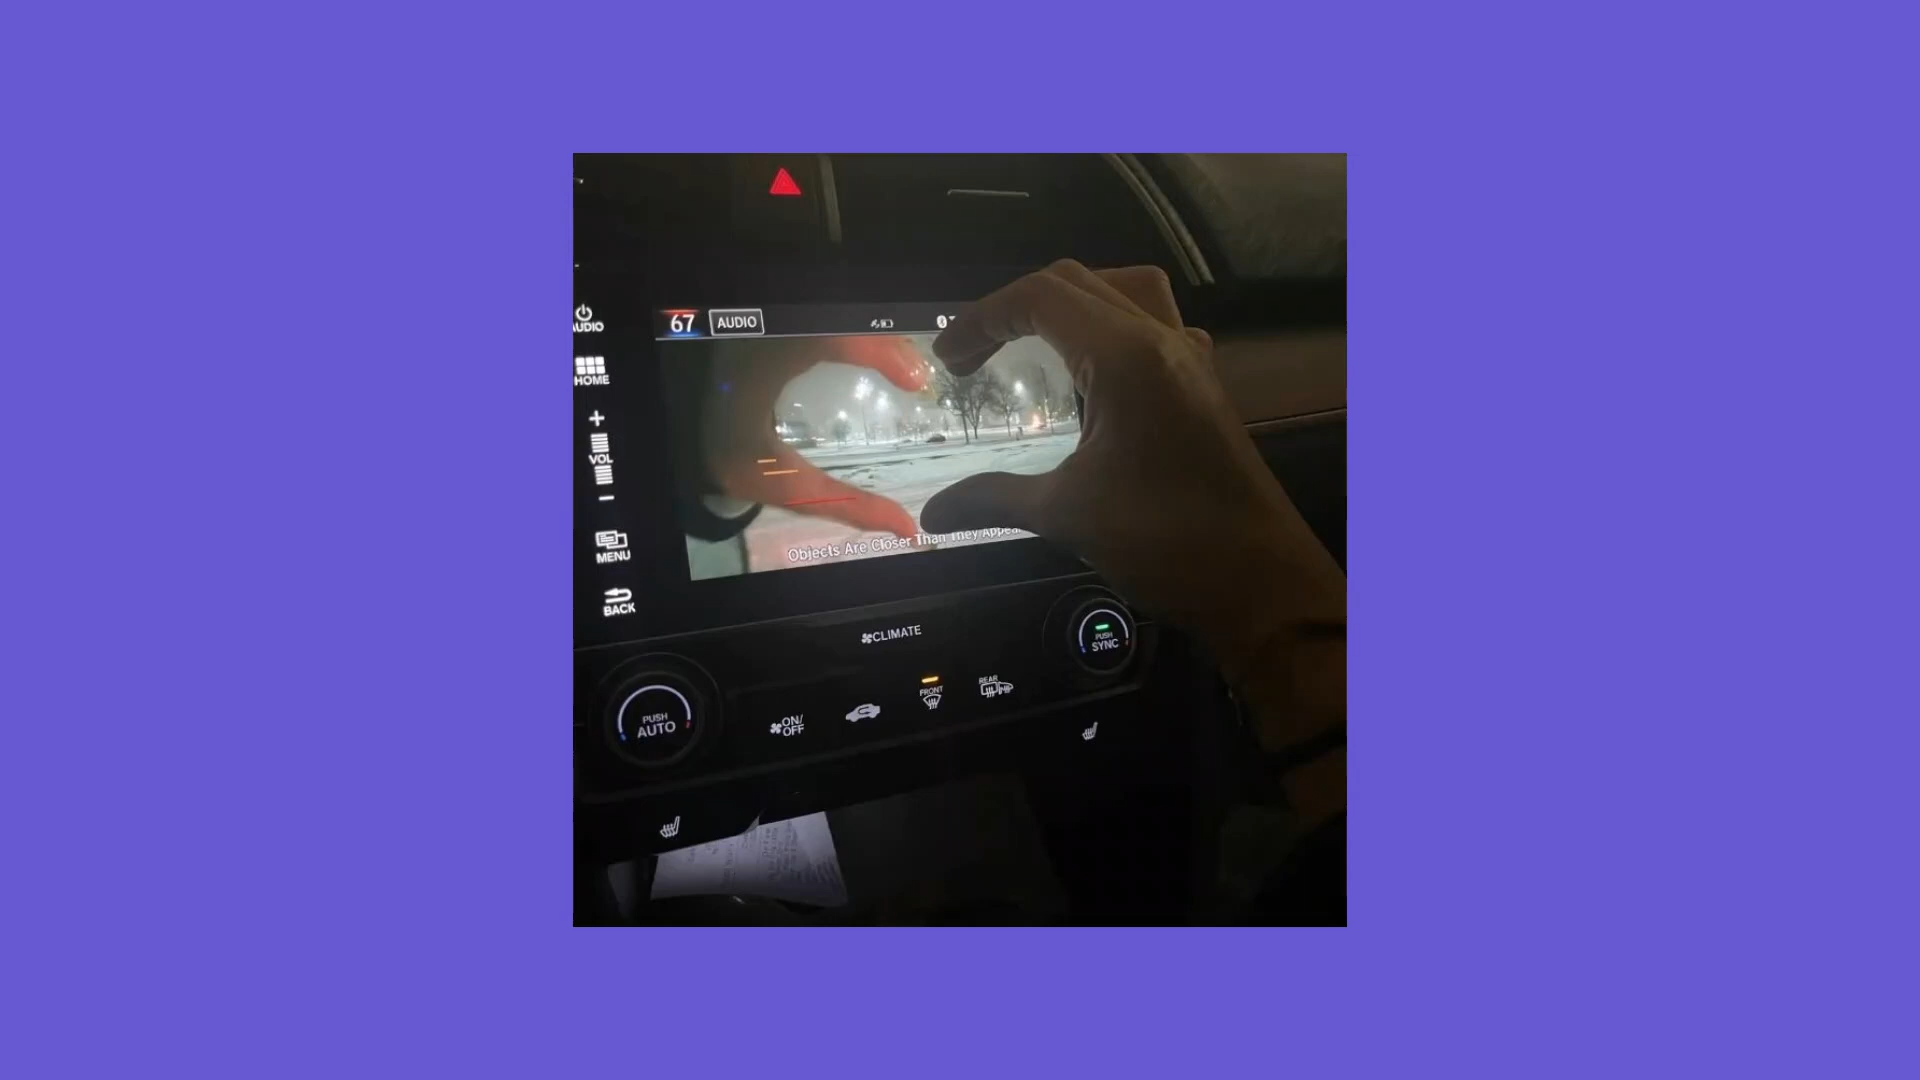 AUDIO
HOME
+
VOL
-
MENU
BACK
67
AUDIO
Objects Are Closer Than They Appea
CLIMATE
PUSH
AUTO
ON/
OFF
FRONT
REAR
PUSH
SYNC